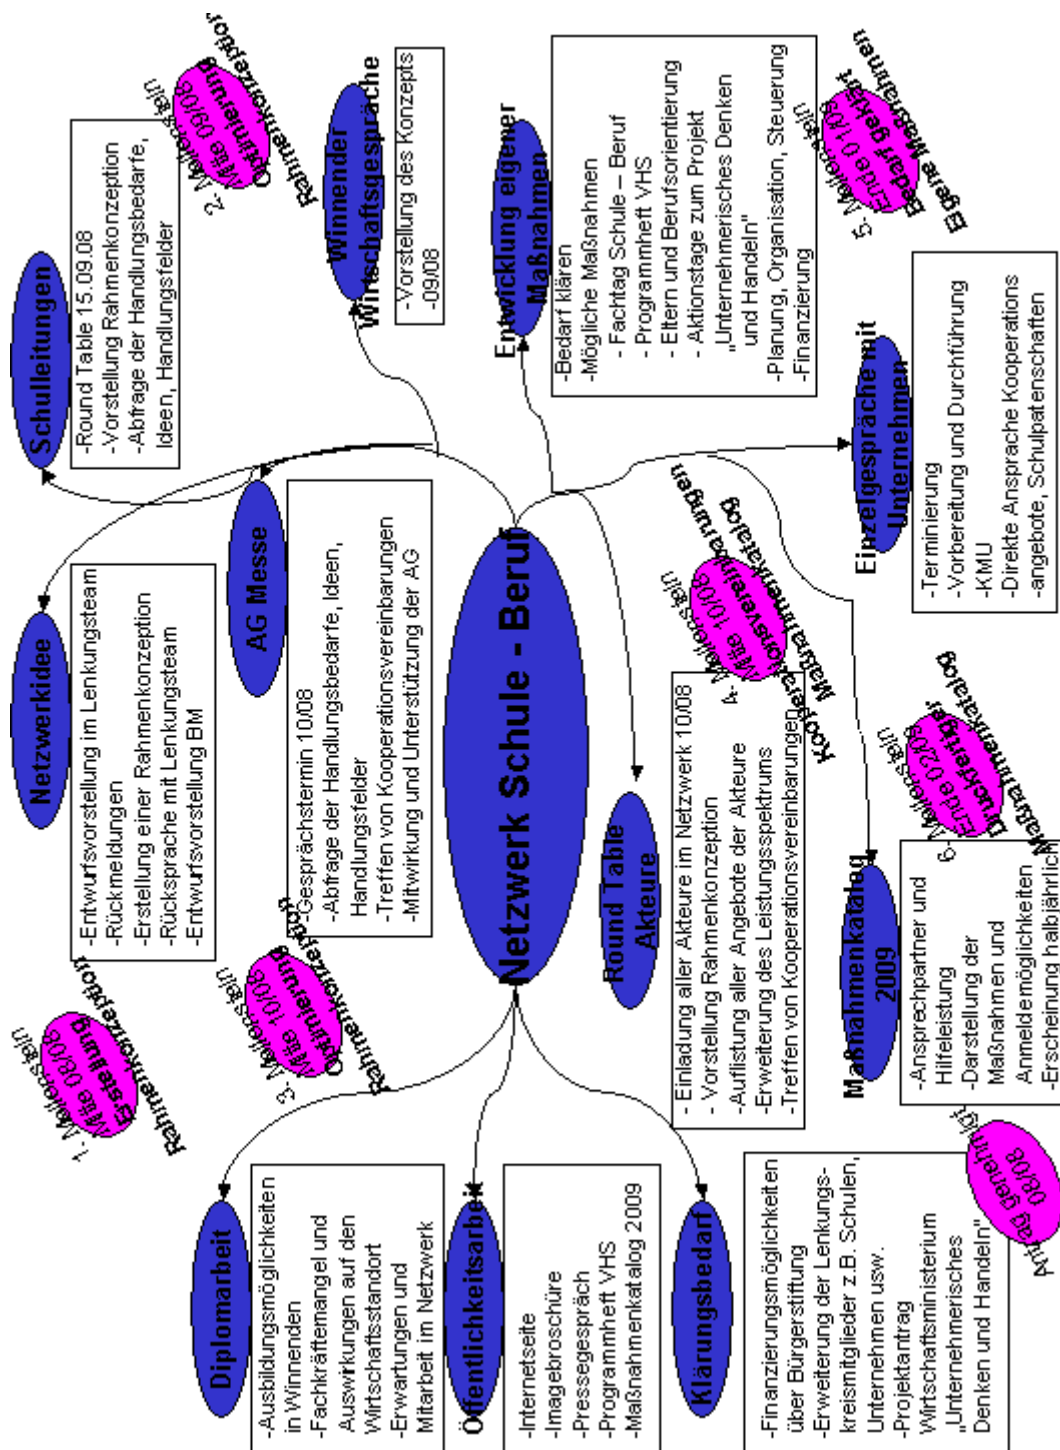 Netzwerk Schule - Beruf
Netzwerkidee
-Entwurfsvorstellung im Lenkungsteam
-Rückmeldungen
-Erstellung einer Rahmenkonzeption
-Rücksprache mit Lenkungsteam
-Entwurfsvorstellung BM
Schulleitungen
-Round Table 15.09.08
-Vorstellung Rahmenkonzeption
-Abfrage der Handlungsbedarfe,
Ideen, Handlungsfelder
AG Messe
-Gesprächstermin 10/08
-Abfrage der Handlungsbedarfe, Ideen,
Handlungsfelder
-Treffen von Kooperationsvereinbarungen
-Mitwirkung und Unterstützung der AG
Winnender
Wirtschaftsgespräche
-Vorstellung des Konzepts
-09/08
Entwicklung eigener
Maßnahmen
-Bedarf klären
-Mögliche Maßnahmen
- Fachtag Schule – Beruf
- Programmheft VHS
- Eltern und Berufsorientierung
- Aktionstage zum Projekt
„Unternehmerisches Denken
und Handeln"
-Planung, Organisation, Steuerung
-Finanzierung
Einzelgespräche mit
Unternehmen
-Terminierung
-Vorbereitung und Durchführung
-KMU
-Direkte Ansprache Kooperations
-angebote, Schulpatenschaften
Round Table
Akteure
- Einladung aller Akteure im Netzwerk 10/08
- Vorstellung Rahmenkonzeption
-Auflistung aller Angebote der Akteure
-Erweiterung des Leistungsspektrums
-Treffen von Kooperationsvereinbarungen
Maßnahmenkatalog
2009
-Ansprechpartner und
Hilfeleistung
-Darstellung der
Maßnahmen und
Anmeldemöglichkeiten
-Erscheinung halbjährlich
Diplomarbeit
-Ausbildungsmöglichkeiten
in Winnenden
-Fachkräftemangel und
Auswirkungen auf den
Wirtschaftsstandort
-Erwartungen und
Mitarbeit im Netzwerk
Öffentlichkeitsarbeit
-Internetseite
-Imagebroschüre
-Pressegespräch
-Programmheft VHS
-Maßnahmenkatalog 2009
Klärungsbedarf
-Finanzierungsmöglichkeiten
über Bürgerstiftung
-Erweiterung der Lenkungs-
kreismitglieder z.B. Schulen,
Unternehmen usw.
-Projektantrag
Wirtschaftsministerium
„Unternehmerisches
Denken und Handeln"
1. Meilenstein
Mitte 08/08
Erstellung
Rahmenkonzeption
2. Meilenstein
Mitte 09/08
Optimierung
Rahmenkonzeption
3. Meilenstein
Mitte 10/08
Optimierung
Rahmenkonzeption
4. Meilenstein
Mitte 10/08
Kooperationsvereinbarungen
Maßnahmenkatalog
5. Meilenstein
Ende 01/09
Bedarf geklärt
Eigene Maßnahmen
6. Meilenstein
Ende 02/09
Druckfertiger
Maßnahmenkatalog
Antrag genehmigt
08/08